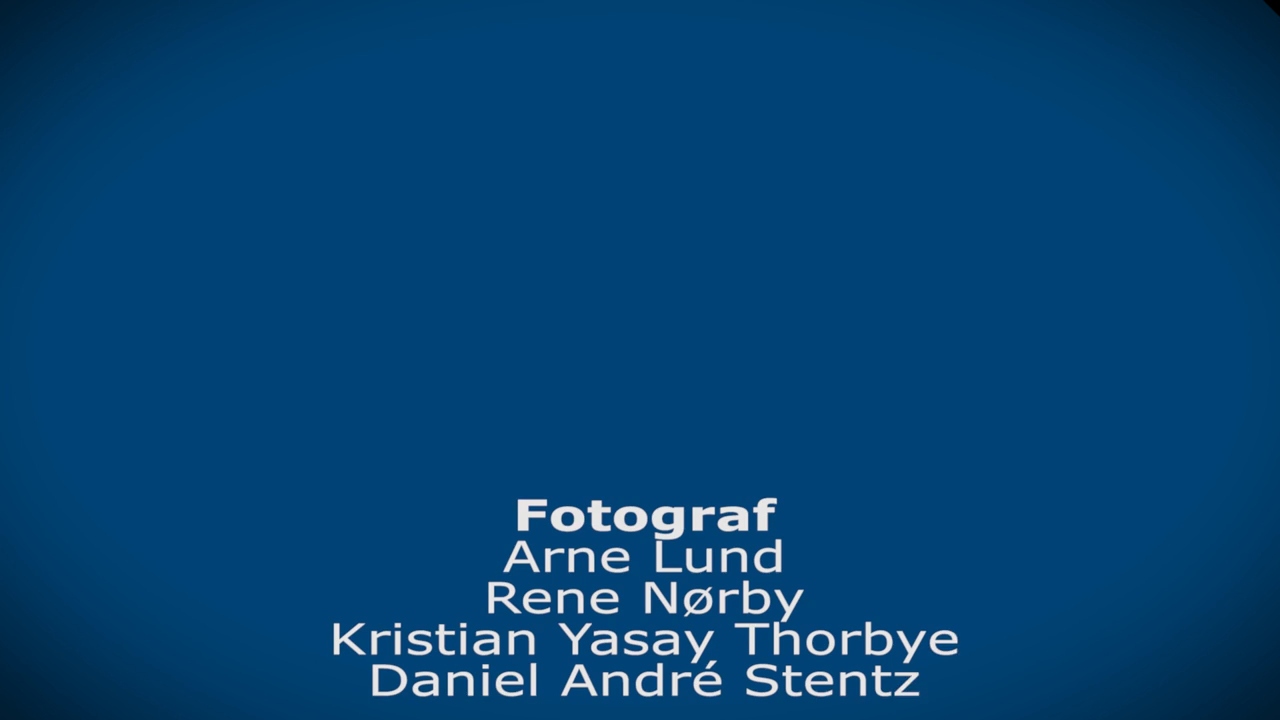 Fotograf
Arne Lund
Rene Nørby
Kristian Yasay Thorbye
Daniel André Stentz